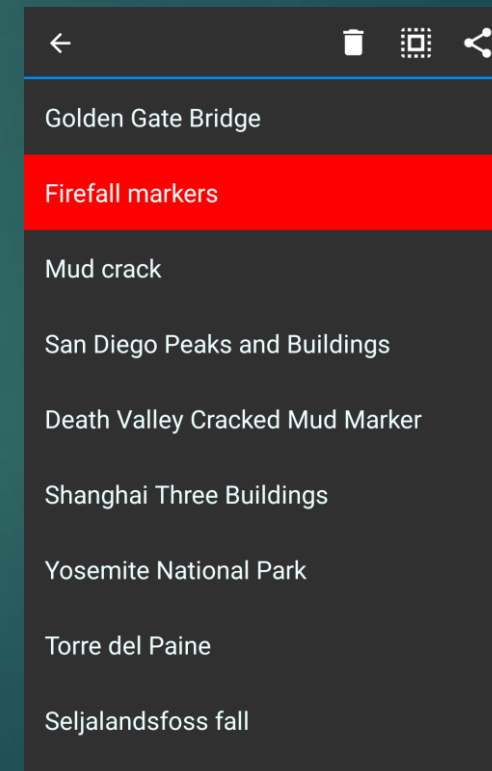 Golden Gate Bridge
Firefall markers
Mud crack
San Diego Peaks and Buildings
Death Valley Cracked Mud Marker
Shanghai Three Buildings
Yosemite National Park
Torre del Paine
Seljalandsfoss fall